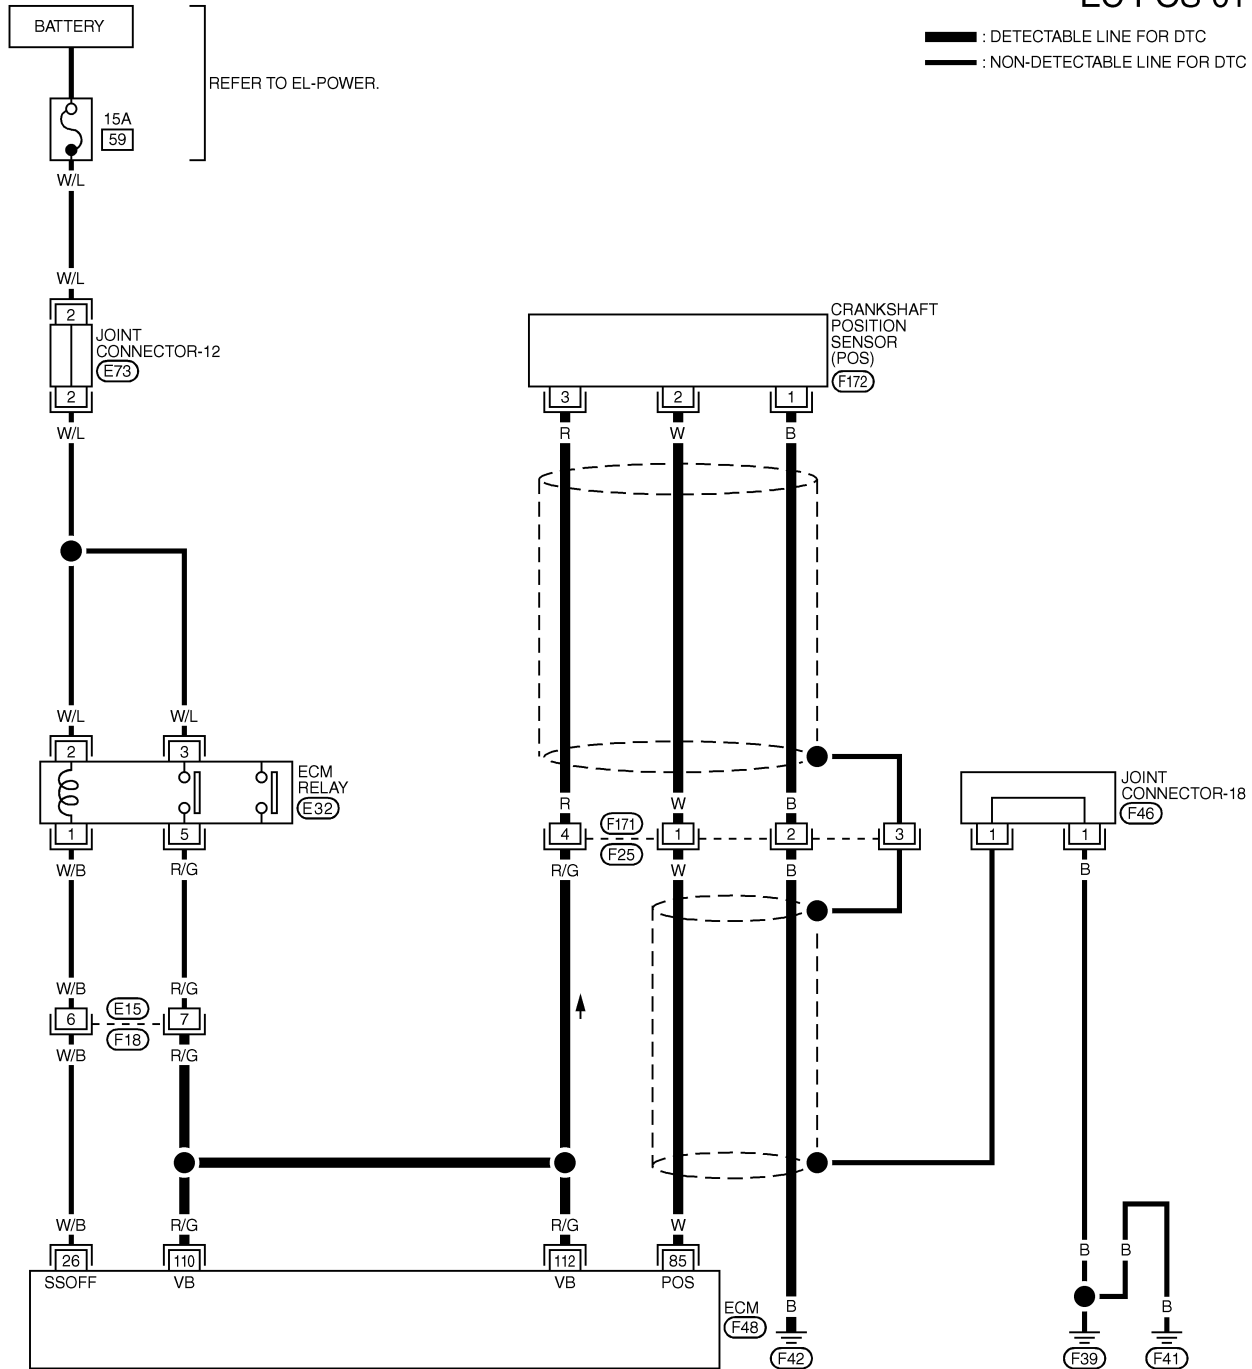 BATTERY
: DETECTABLE LINE FOR DTC
: NON-DETECTABLE LINE FOR DTC
REFER TO EL-POWER.
15A
59
W/L
W/L
2
JOINT
CONNECTOR-12
E73
2
W/L
CRANKSHAFT
POSITION
SENSOR
(POS)
F172
3 2 1
R W B
W/L W/L
2 3
ECM
RELAY
E32
1 5
W/B R/G
R W B
4 F171 1 2 3
F25
R/G W B
JOINT
CONNECTOR-18
F46
1 1
B
W/B R/G
6 E15 7
F18
W/B R/G
W/B R/G R/G W
26 110 112 85
SSOFF VB VB POS
ECM
F48
B
F42
B B
B
F39 F41